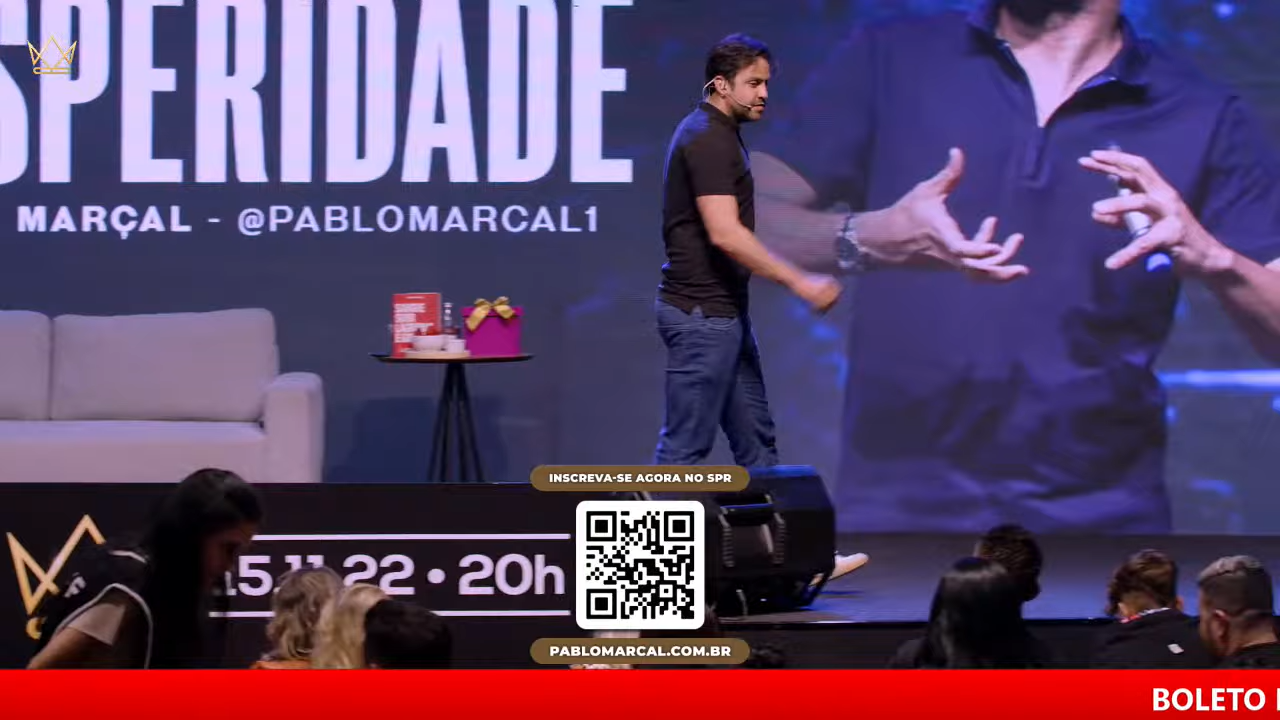 SPERIDADE
MARÇAL - @PABLOMARCAL1
INSCREVA-SE AGORA NO SPR
15.11.22 • 20h
PABLOMARCAL.COM.BR
BOLETO